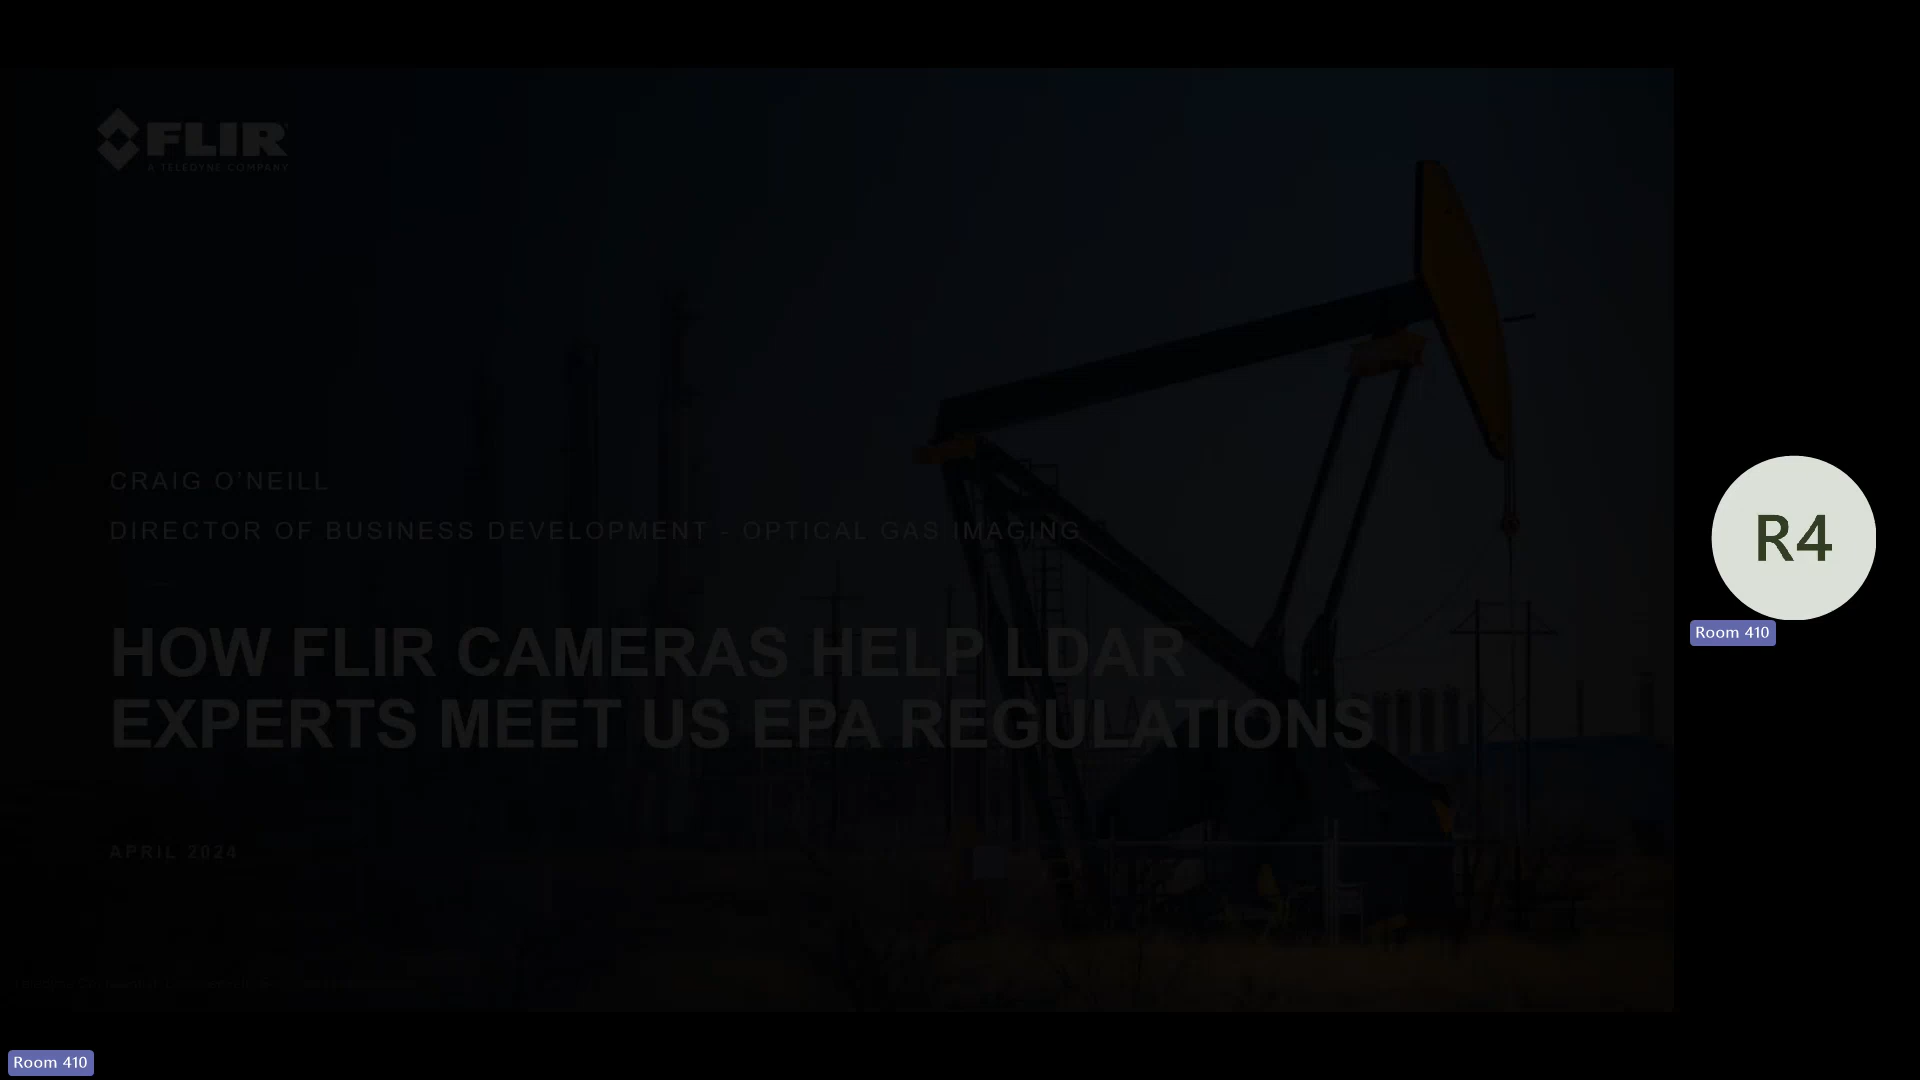 FLIR
A TELEDYNE COMPANY
CRAIG O'NEILL
DIRECTOR OF BUSINESS DEVELOPMENT - OPTICAL GAS IMAGING
HOW FLIR CAMERAS HELP LDAR
EXPERTS MEET US EPA REGULATIONS
APRIL 2024
R4
Room 410
Room 410